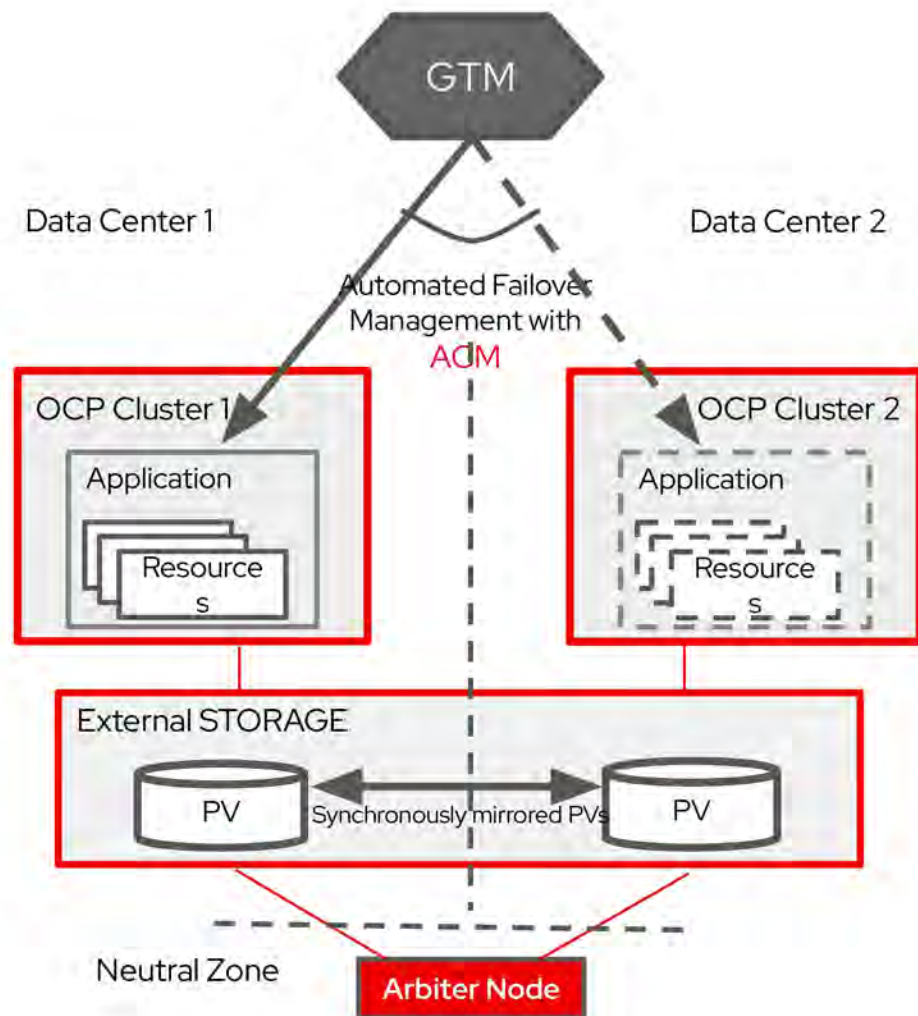 GTM
Data Center 1
Data Center 2
Automated Failover
Management with
ACM
OCP Cluster 1
Application
Resource
s
OCP Cluster 2
Application
Resource
s
External STORAGE
PV
Synchronously mirrored PVs
PV
Neutral Zone
Arbiter Node